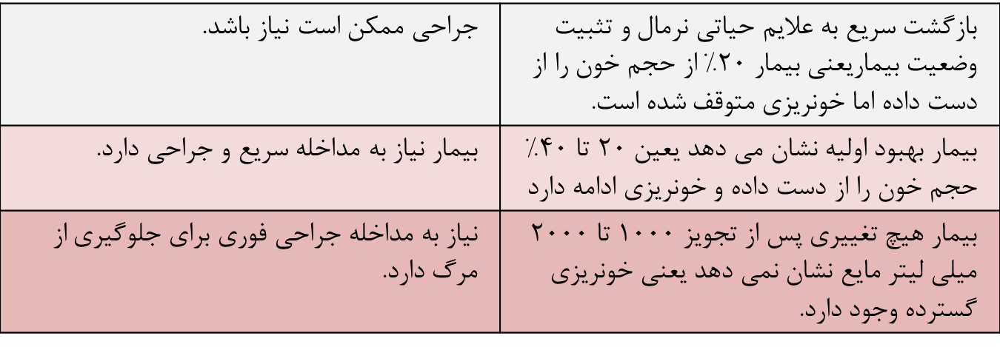 بازگشت سریع به علایم حیاتی نرمال و تثبیت
وضعیت بیماریعنی بیمار ۲۰٪ از حجم خون را از
دست داده اما خونریزی متوقف شده است.
جراحی ممکن است نیاز باشد.
بیمار بهبود اولیه نشان می دهد یعین ۲۰ تا ۴۰٪
حجم خون را از دست داده و خونریزی ادامه دارد
بیمار نیاز به مداخله سریع و جراحی دارد.
بیمار هیچ تغییری پس از تجویز ۱۰۰۰ تا ۲۰۰۰
میلی لیتر مایع نشان نمی دهد یعنی خونریزی
گسترده وجود دارد.
نیاز به مداخله جراحی فوری برای جلوگیری از
مرگ دارد.